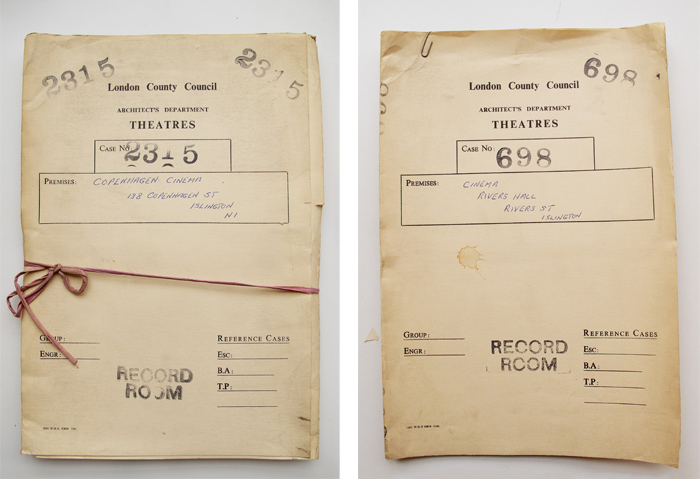 2315
2315
London County Council
ARCHITECT'S DEPARTMENT
THEATRES
CASE NO 2315
PREMISES: COPENHAGEN CINEMA
138 COPENHAGEN ST
ISLINGTON
N1
GROUP:
ENGR:
REFERENCE CASES
ESC:
B.A:
T.P:
RECORD
ROOM
698
London County Council
ARCHITECT'S DEPARTMENT
THEATRES
CASE NO: 698
PREMISES: CINEMA
RIVERS HALL
RIVERS ST
ISLINGTON
GROUP:
ENGR:
REFERENCE CASES
ESC:
B.A:
T.P:
RECORD
ROOM